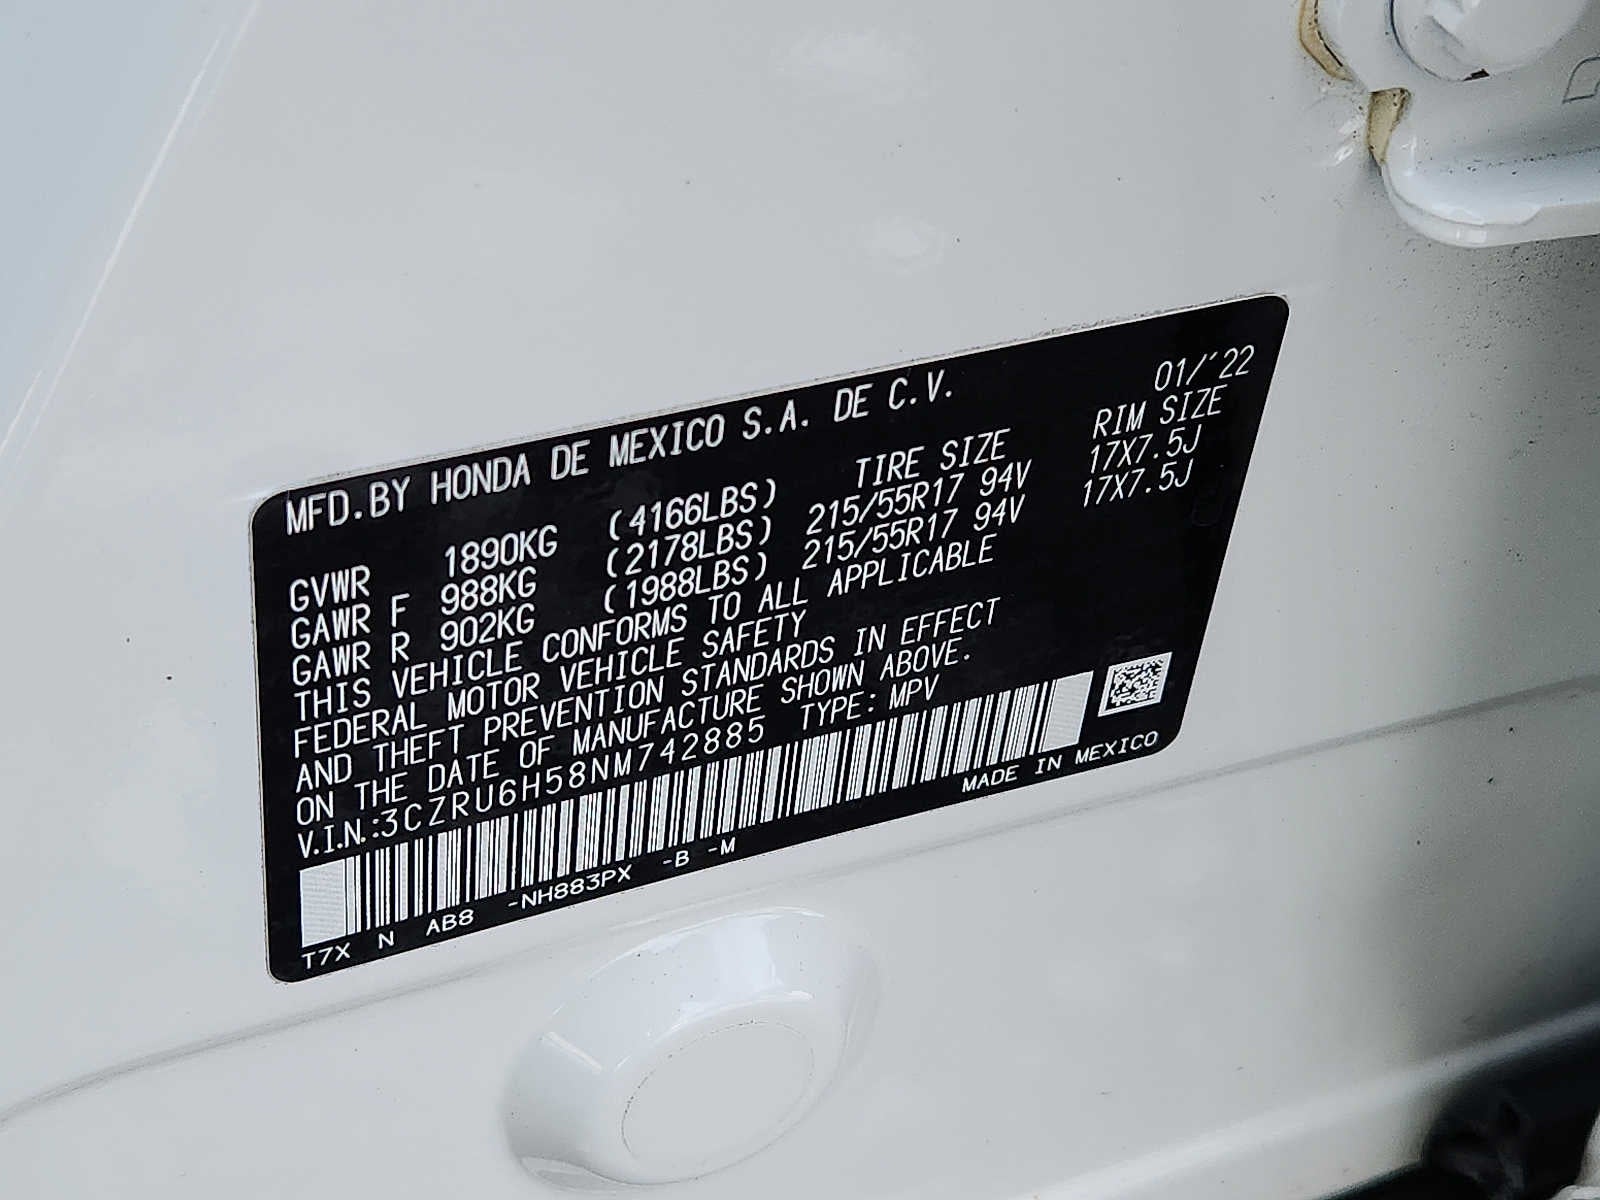 MFD.BY HONDA DE MEXICO S.A. DE C.V. 01/'22
TIRE SIZE RIM SIZE
GVWR 1890KG (4166LBS)
GAWR F 988KG (2178LBS) 215/55R17 94V 17X7.5J
GAWR R 902KG (1988LBS) 215/55R17 94V 17X7.5J
THIS VEHICLE CONFORMS TO ALL APPLICABLE
FEDERAL MOTOR VEHICLE SAFETY
AND THEFT PREVENTION STANDARDS IN EFFECT
ON THE DATE OF MANUFACTURE SHOWN ABOVE.
V.I.N.:3CZRU6H58NM742885 TYPE: MPV
MADE IN MEXICO
T7X N AB8 -NH883PX -B -M